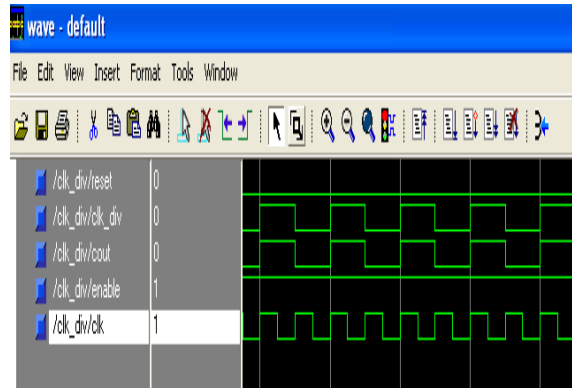 wave - default
File Edit View Insert Format Tools Window
/clk_div/reset 0
/clk_div/clk_div 0
/clk_div/cout 0
/clk_div/enable 1
/clk_div/clk 1